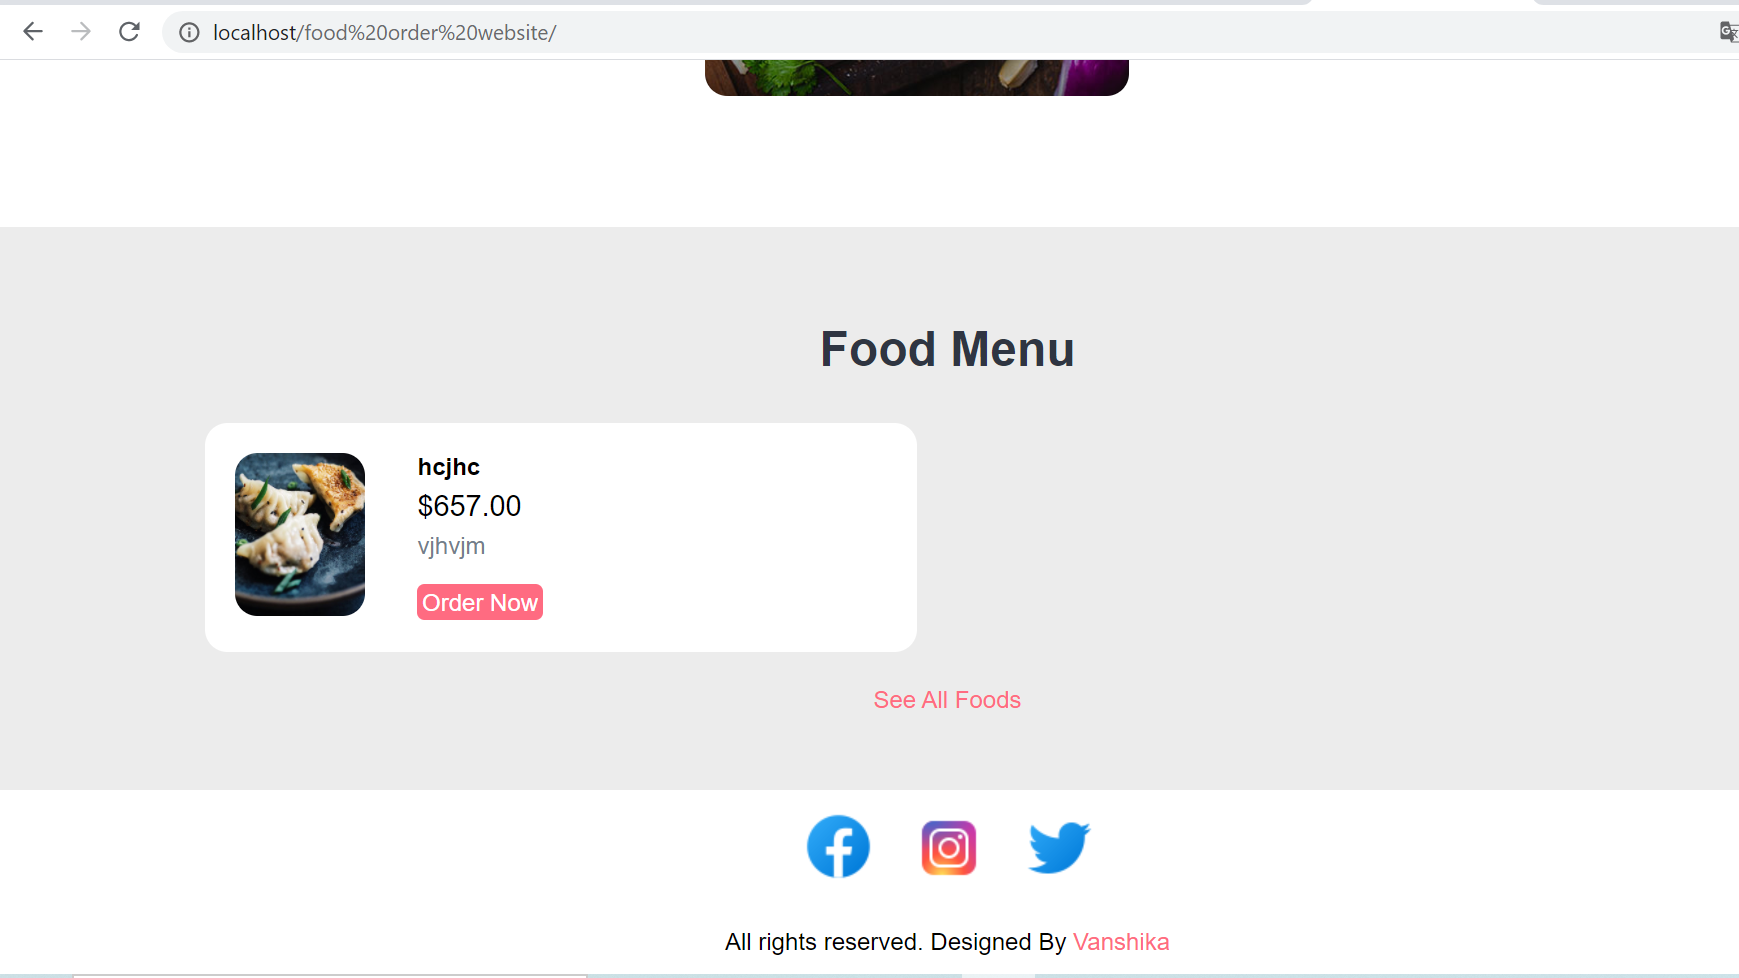 localhost/food%20order%20website/
Food Menu
hcjhc
$657.00
vjhvjm
Order Now
See All Foods
All rights reserved. Designed By Vanshika